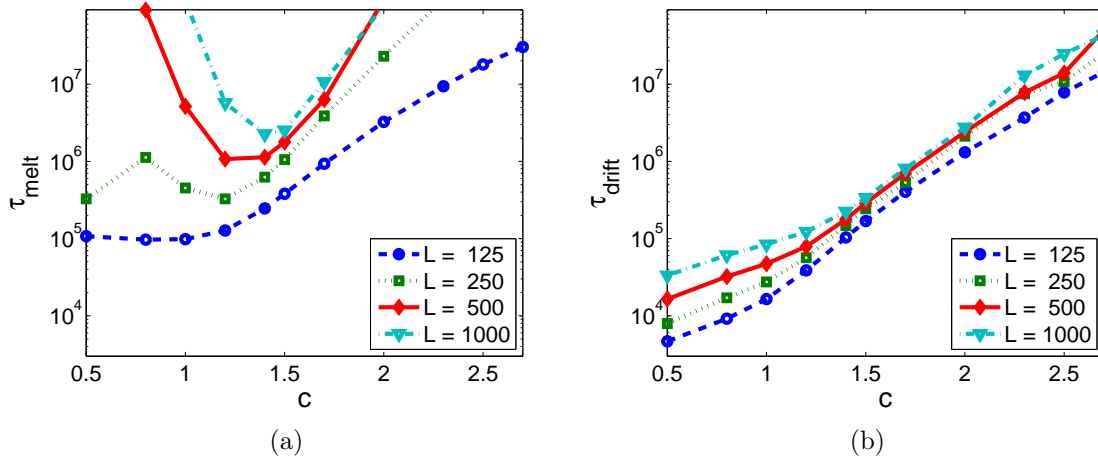 10^7
10^6
10^5
10^4
τmelt
0.5 1 1.5 2 2.5
c
L = 125
L = 250
L = 500
L = 1000
(a)
10^7
10^6
10^5
10^4
τdrift
0.5 1 1.5 2 2.5
c
L = 125
L = 250
L = 500
L = 1000
(b)